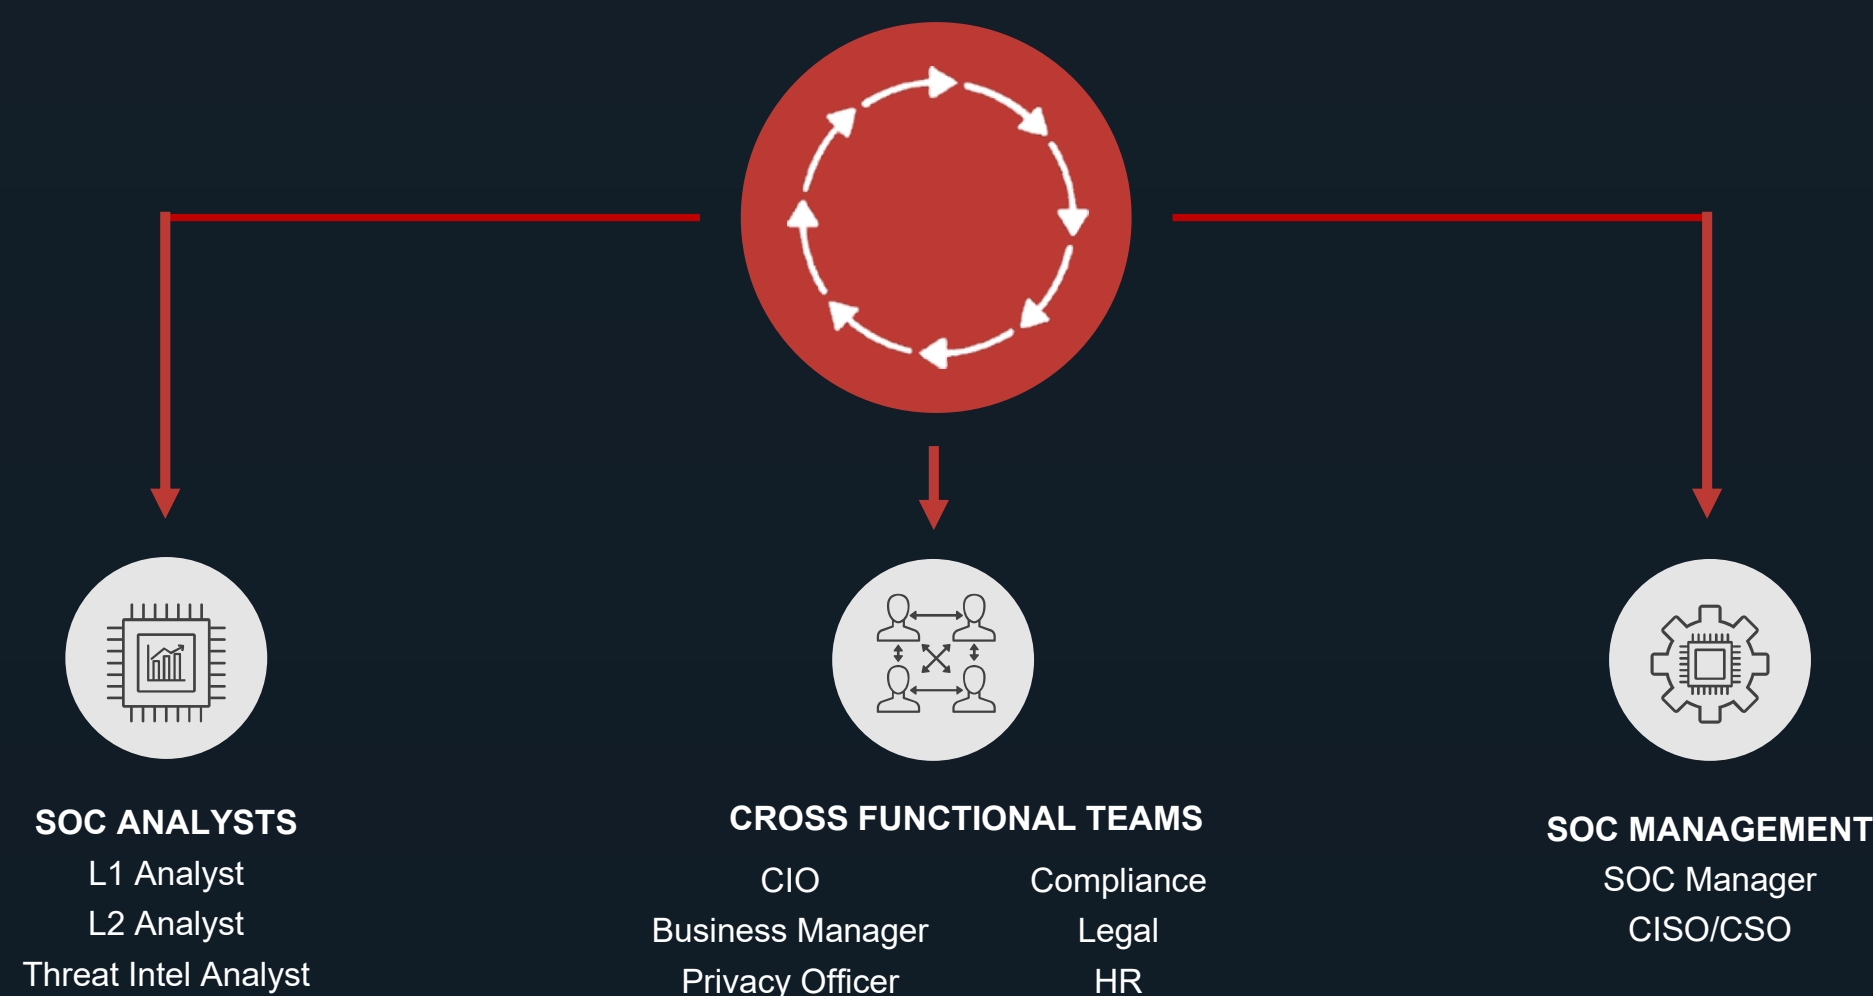 SOC ANALYSTS
L1 Analyst
L2 Analyst
Threat Intel Analyst
CROSS FUNCTIONAL TEAMS
CIO
Business Manager
Privacy Officer
Compliance
Legal
HR
SOC MANAGEMENT
SOC Manager
CISO/CSO